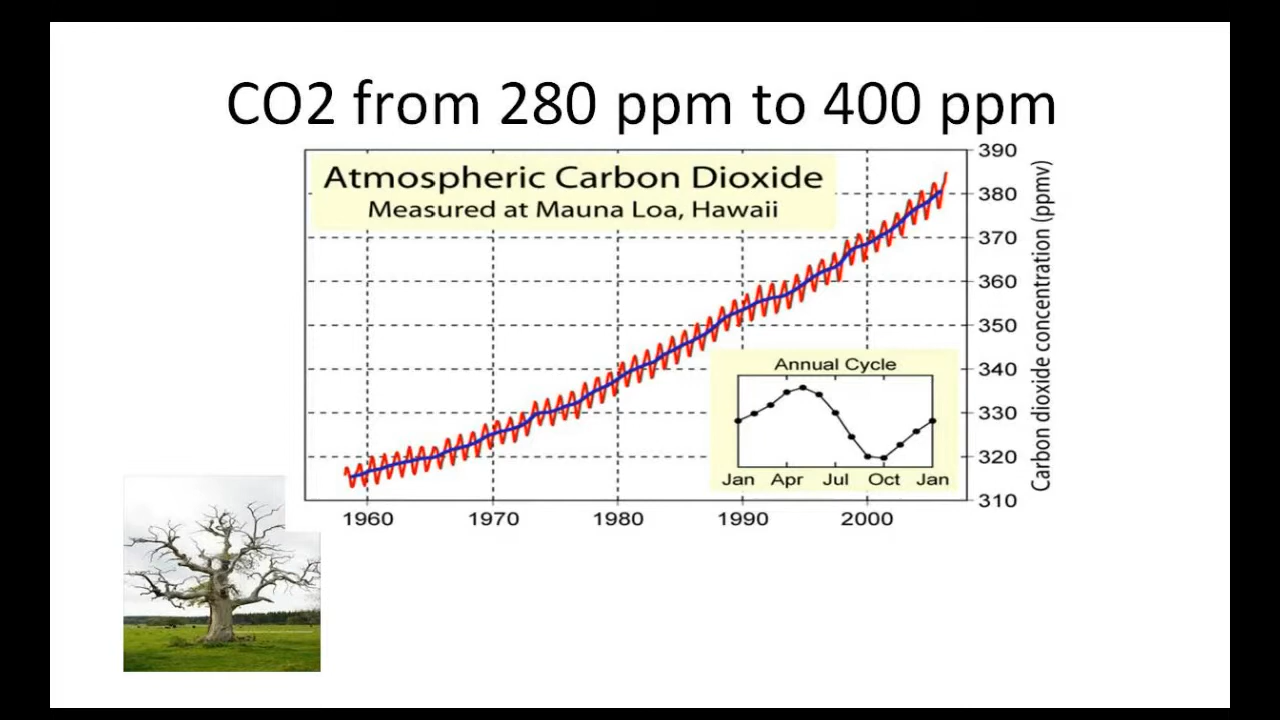 CO2 from 280 ppm to 400 ppm
Atmospheric Carbon Dioxide
Measured at Mauna Loa, Hawaii
390
380
370
360
350
340
330
320
310
Carbon dioxide concentration (ppmv)
Annual Cycle
Jan Apr Jul Oct Jan
1960 1970 1980 1990 2000